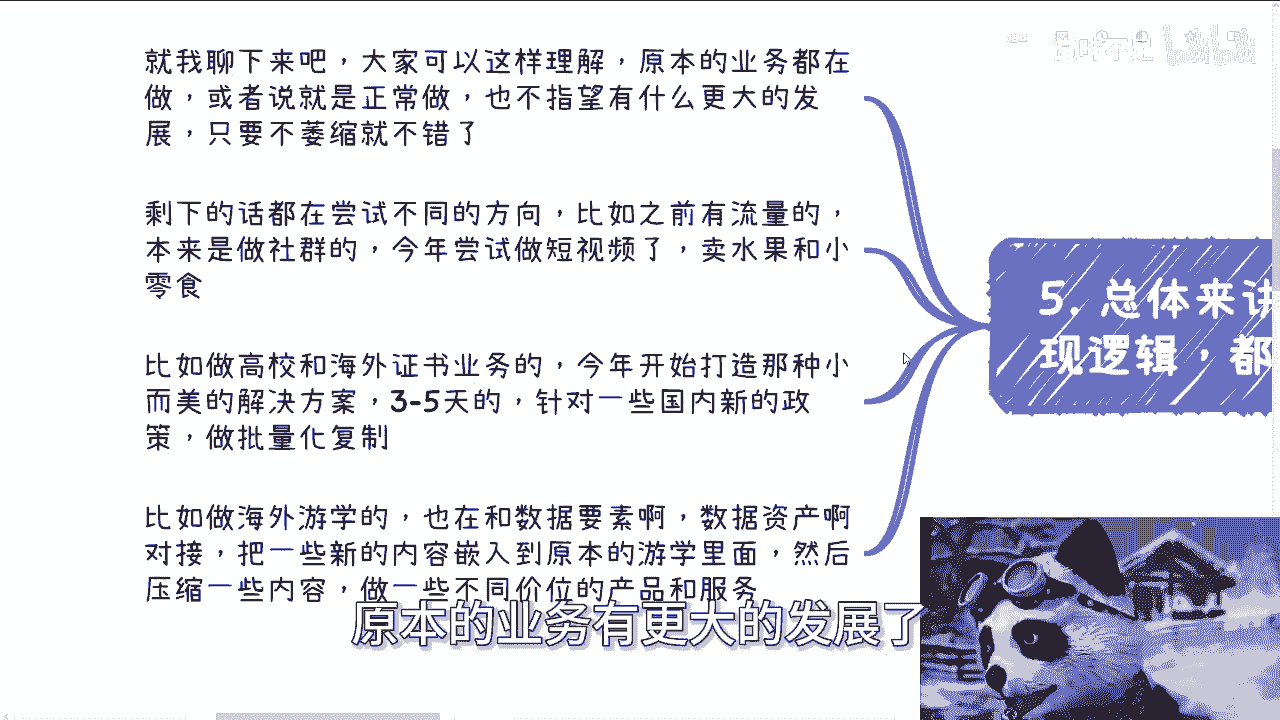 就我聊下来吧，大家可以这样理解，原本的业务都在
做，或者说就是正常做，也不指望有什么更大的发
展，只要不萎缩就不错了
剩下的话都在尝试不同的方向，比如之前有流量的，
本来是做社群的，今年尝试做短视频了，卖水果和小
零食
比如做高校和海外证书业务的，今年开始打造那种小
而美的解决方案，3-5天的，针对一些国内新的政
策，做批量化复制
比如做海外游学的，也在和数据要素啊，数据资产啊
对接，把一些新的内容嵌入到原本的游学里面，然后
压缩一些内容，做一些不同价位的产品和服务
5. 总体来讲
现逻辑，都
原本的业务有更大的发展了